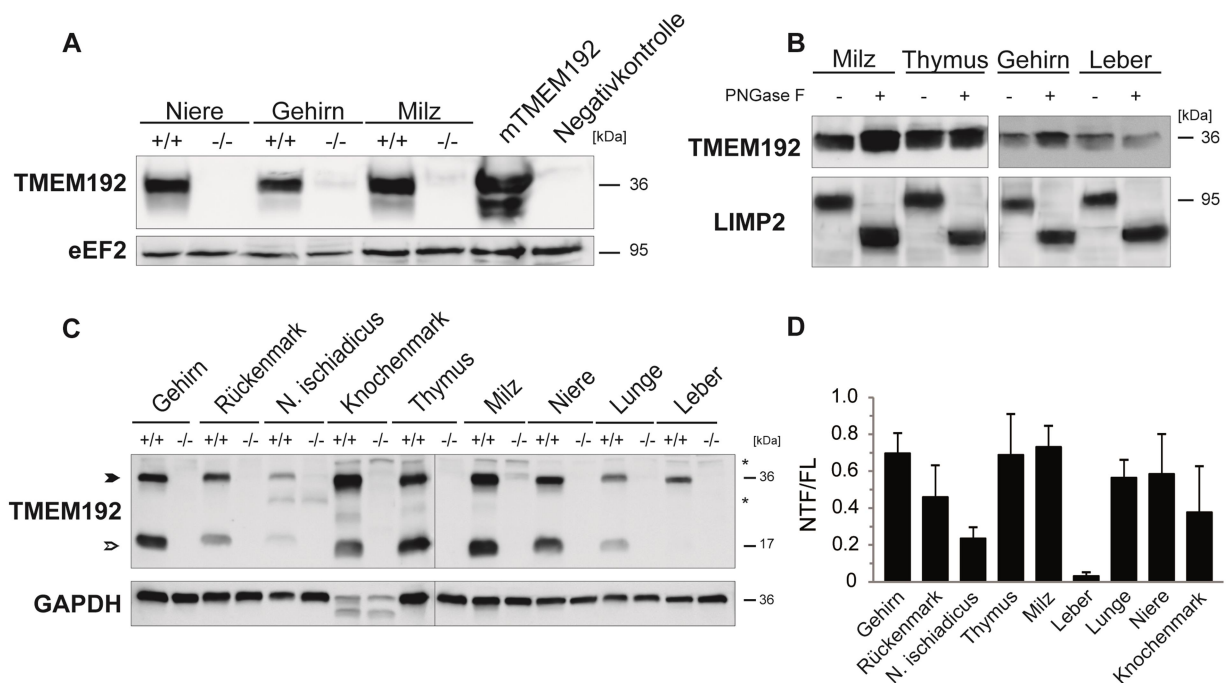 A
Niere Gehirn Milz mTMEM192 Negativkontrolle
+/+ -/- +/+ -/- +/+ -/- [kDa]
TMEM192 36
eEF2 95
B
Milz Thymus Gehirn Leber
PNGase F - + - + - + - +
[kDa]
TMEM192 36
LIMP2 95
C
Gehirn Rückenmark N. ischiadicus Knochenmark Thymus Milz Niere Lunge Leber
+/+ -/- +/+ -/- +/+ -/- +/+ -/- +/+ -/- +/+ -/- +/+ -/- +/+ -/- +/+ -/- [kDa]
*
36
TMEM192 *
17
GAPDH 36
D
NTF/FL
1.0
0.8
0.6
0.4
0.2
0
Gehirn Rückenmark N. ischiadicus Thymus Milz Leber Lunge Niere Knochenmark